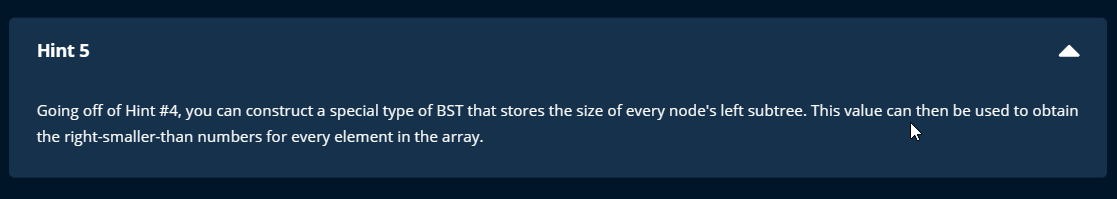 Hint 5
Going off of Hint #4, you can construct a special type of BST that stores the size of every node's left subtree. This value can then be used to obtain
the right-smaller-than numbers for every element in the array.